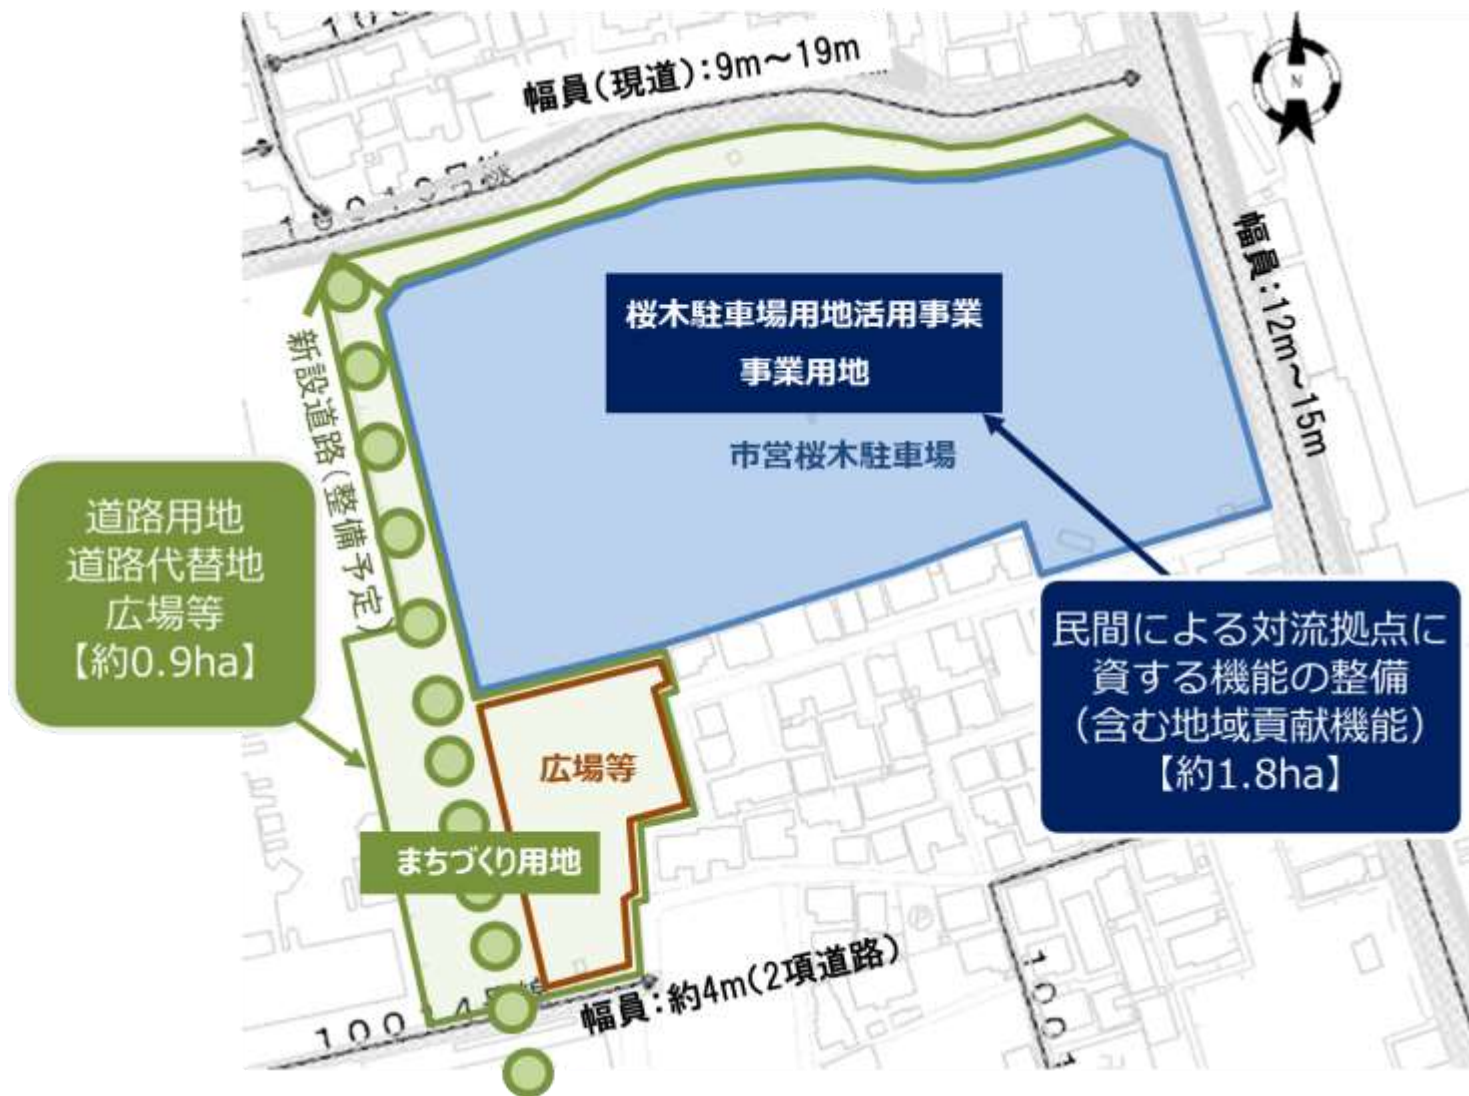 幅員(現道):9m~19m
N
幅員:12m~15m
桜木駐車場用地活用事業
事業用地
市営桜木駐車場
新設道路(整備予定)
道路用地
道路代替地
広場等
【約0.9ha】
民間による対流拠点に
資する機能の整備
(含む地域貢献機能)
【約1.8ha】
広場等
まちづくり用地
幅員:約4m(2項道路)
1001